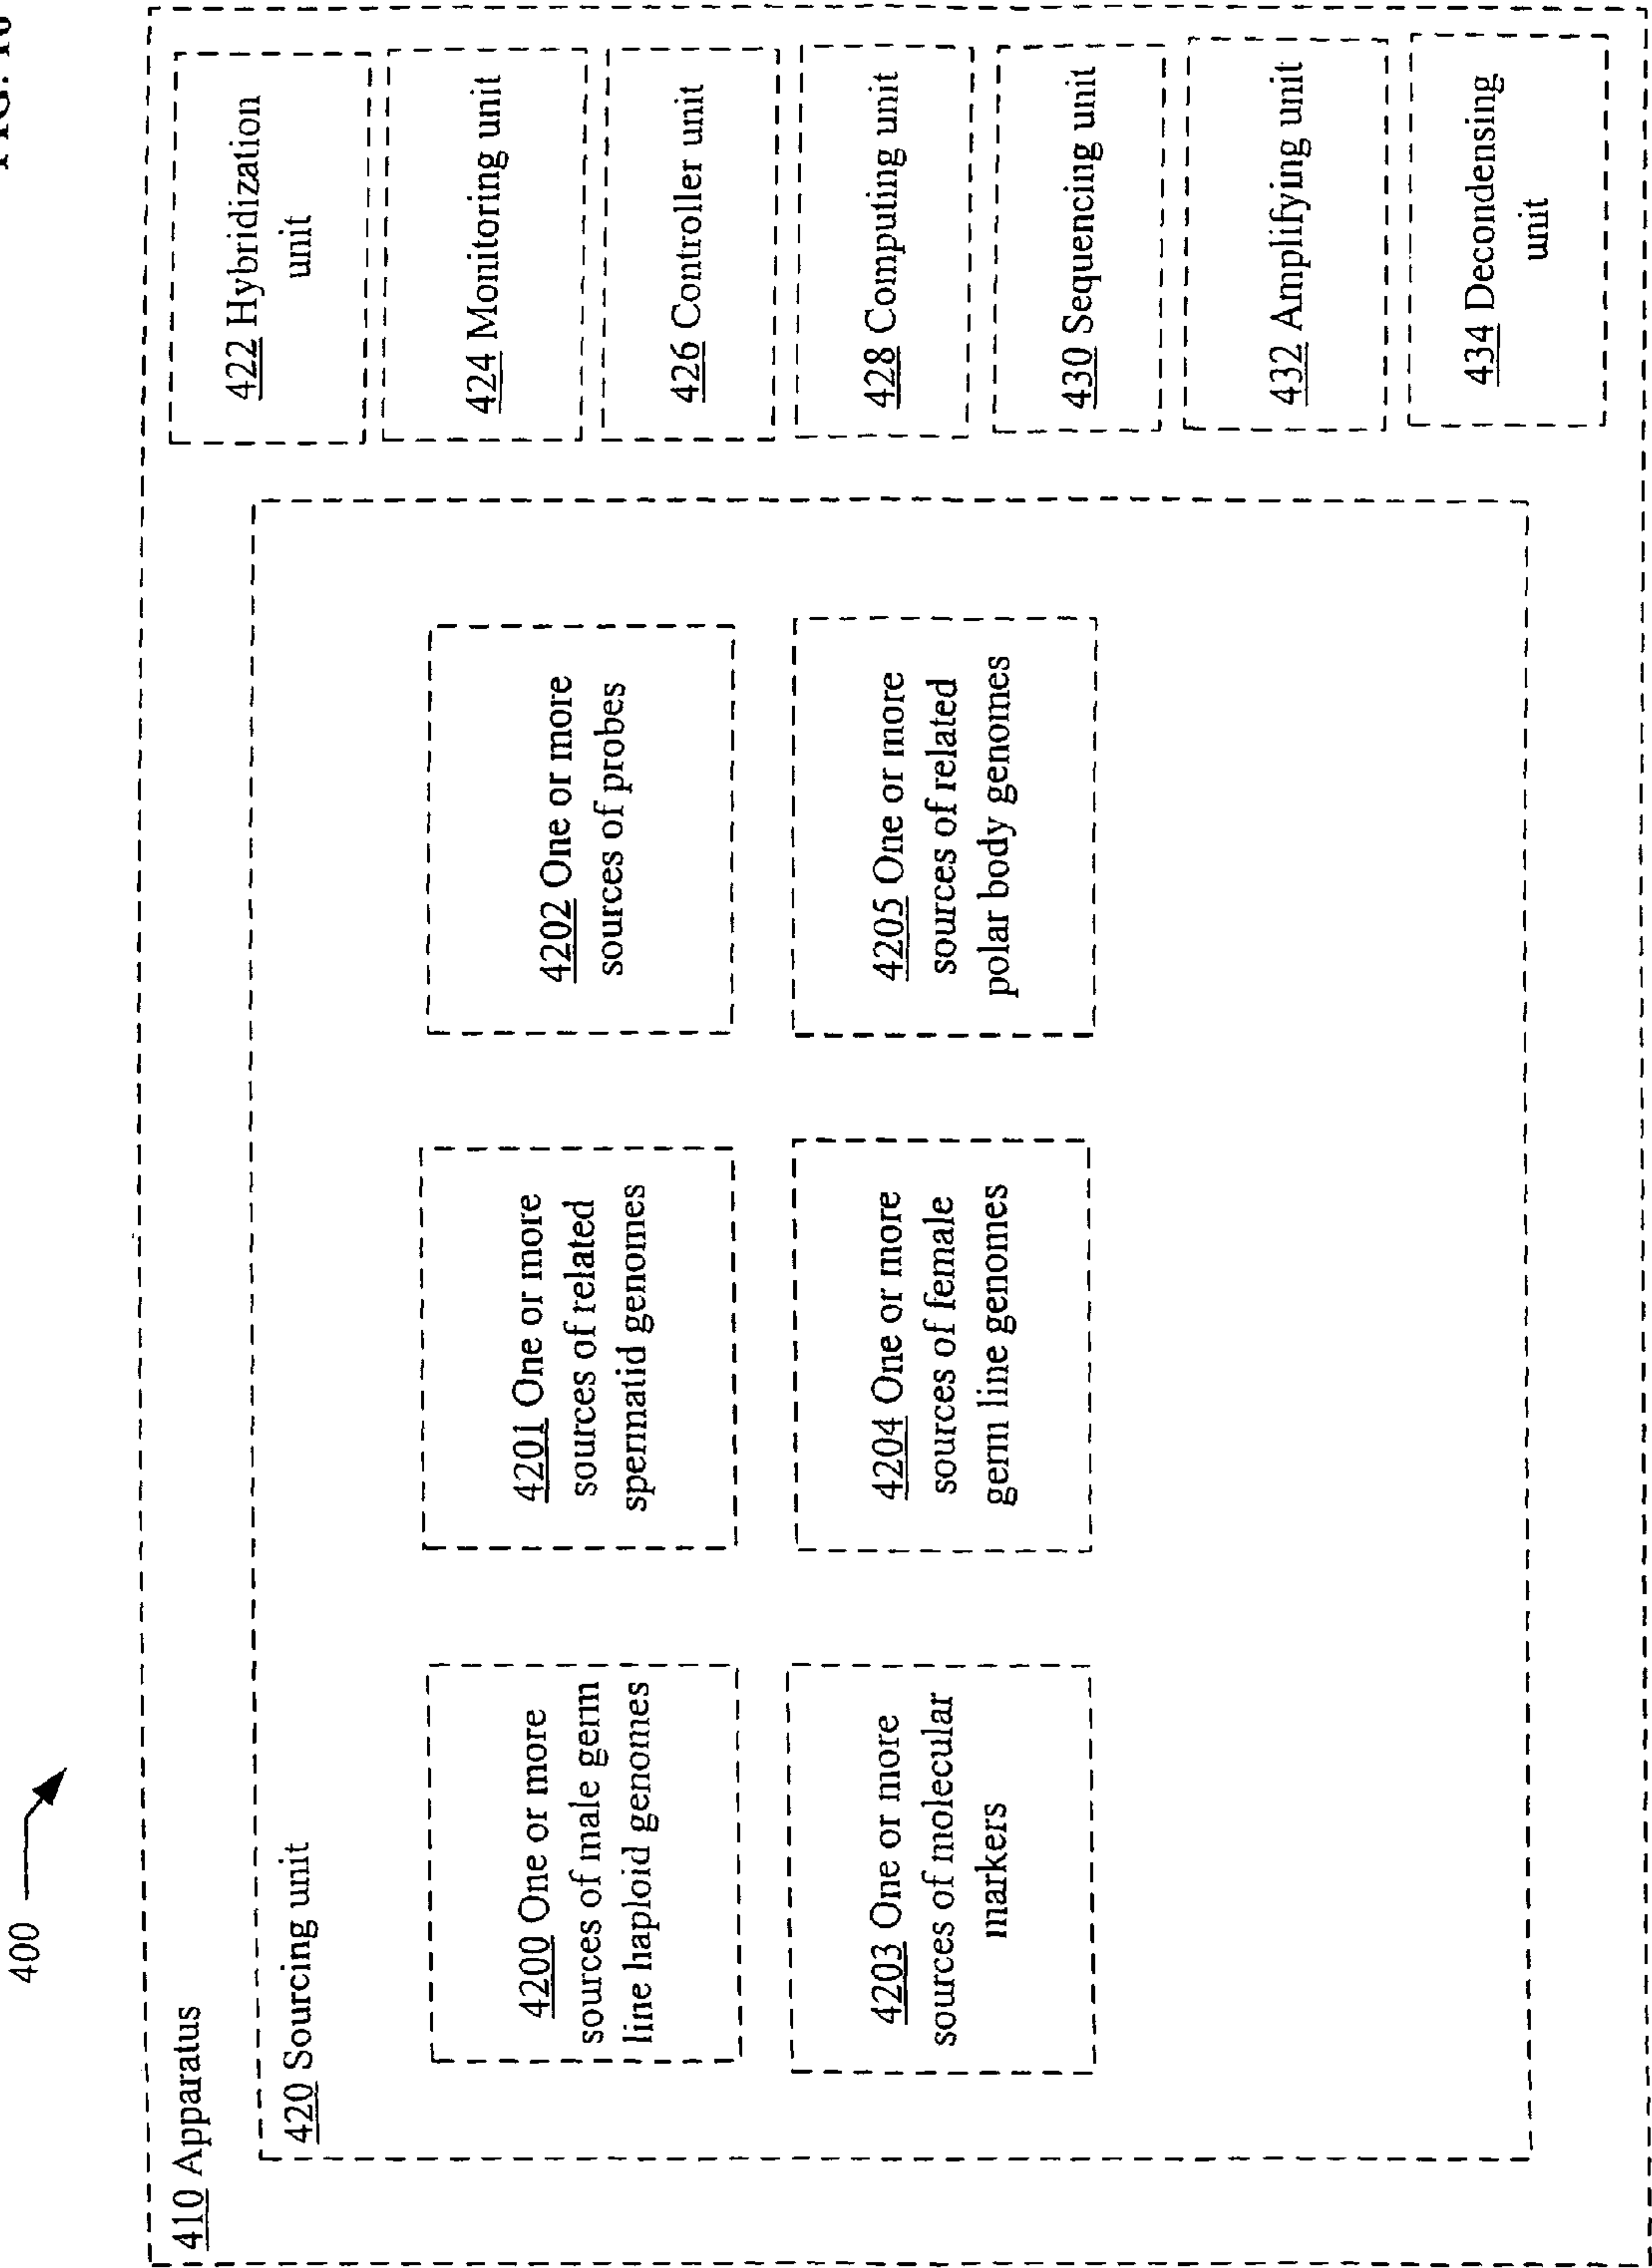 FIG.
400
410 Apparatus
420 Sourcing unit
4200 One or more
sources of male germ
line haploid genomes
4201 One or more
sources of related
spermatid genomes
4202 One or more
sources of probes
4203 One or more
sources of molecular
markers
4204 One or more
sources of female
germ line genomes
4205 One or more
sources of related
polar body genomes
422 Hybridization
unit
424 Monitoring unit
426 Controller unit
428 Computing unit
430 Sequencing unit
432 Amplifying unit
434 Decondensing
unit